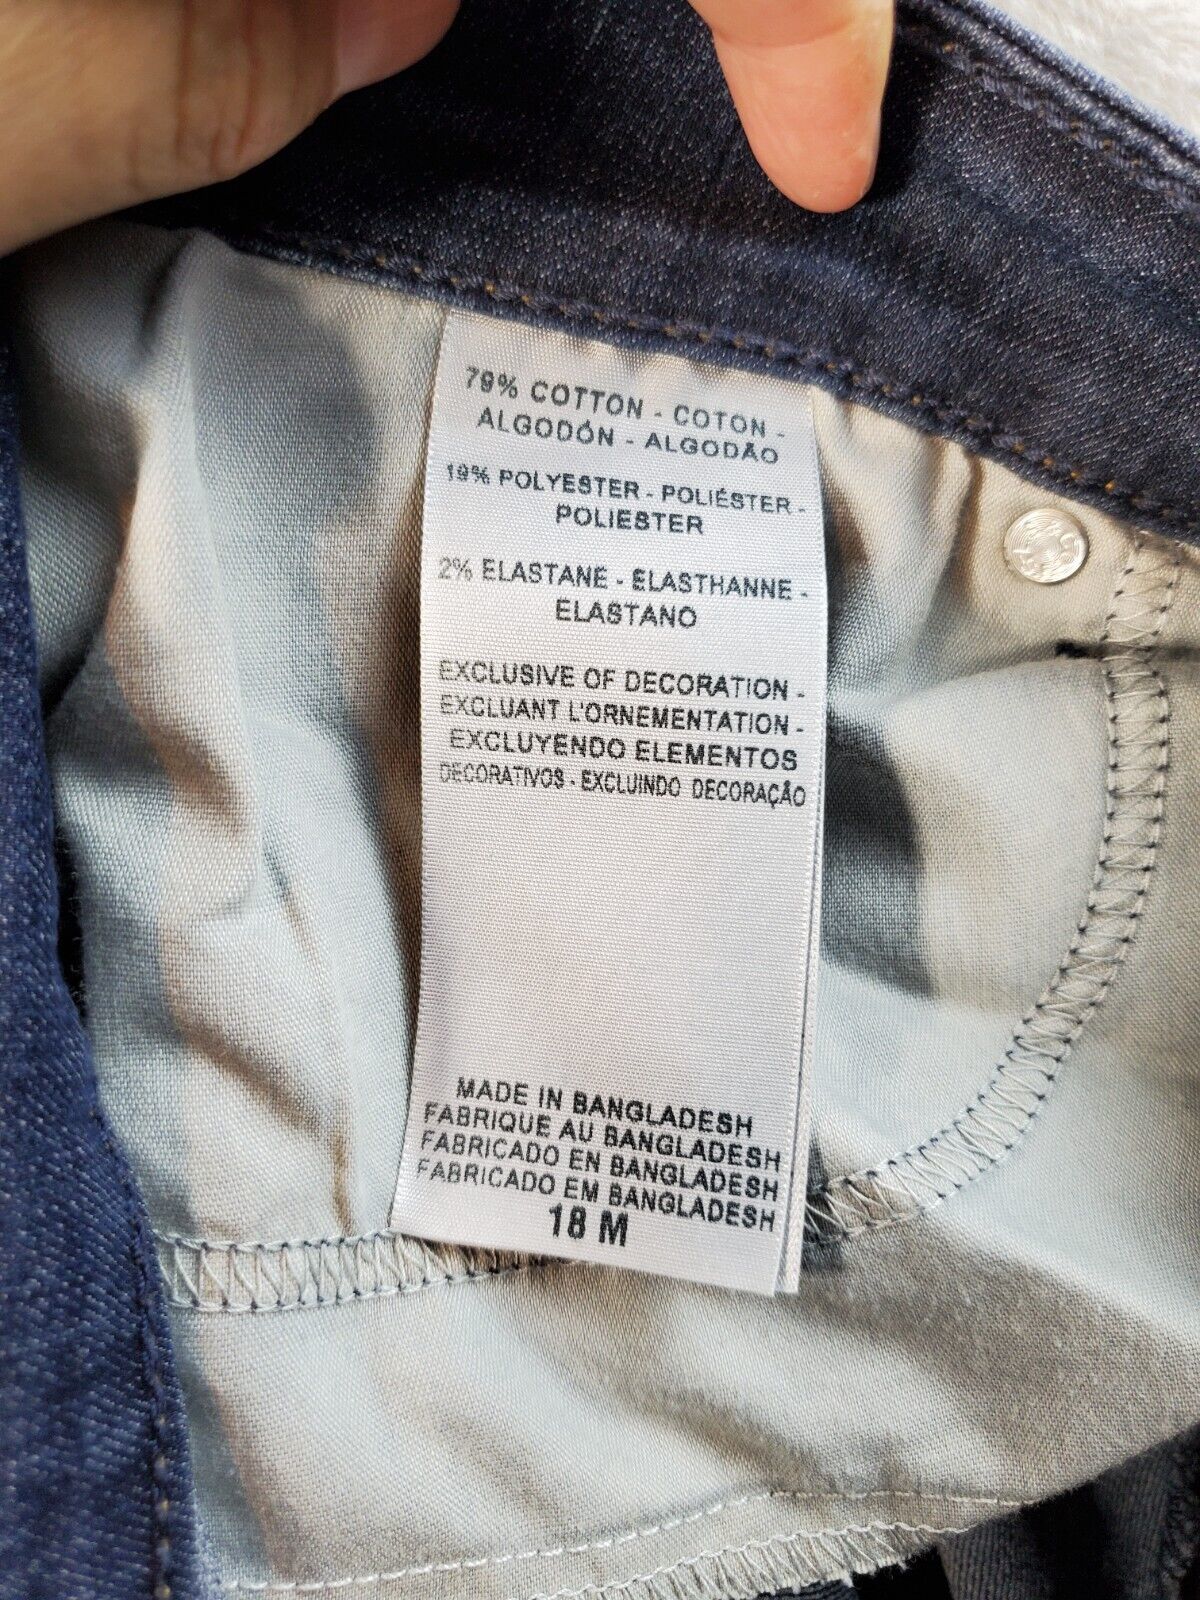 79% COTTON - COTON -
ALGODÓN - ALGODÃO
19% POLYESTER - POLIÉSTER -
POLIESTER
2% ELASTANE - ELASTHANNE -
ELASTANO
EXCLUSIVE OF DECORATION -
EXCLUANT L'ORNEMENTATION -
EXCLUYENDO ELEMENTOS
DECORATIVOS - EXCLUINDO DECORAÇÃO
MADE IN BANGLADESH
FABRIQUE AU BANGLADESH
FABRICADO EN BANGLADESH
FABRICADO EM BANGLADESH
18 M